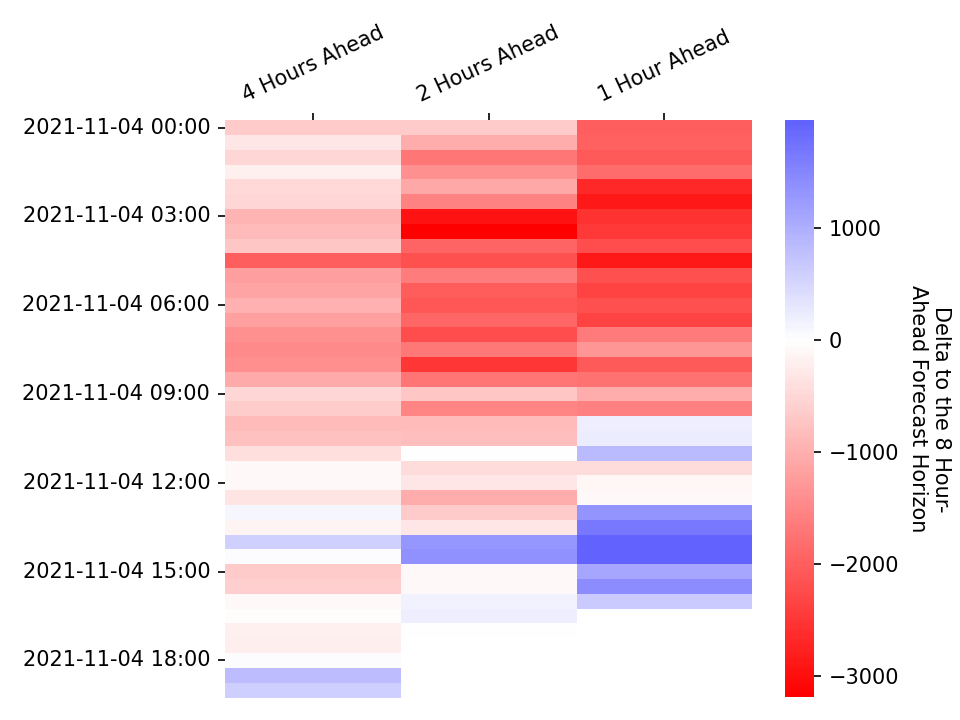 4 Hours Ahead
2 Hours Ahead
1 Hour Ahead
2021-11-04 00:00
2021-11-04 03:00
2021-11-04 06:00
2021-11-04 09:00
2021-11-04 12:00
2021-11-04 15:00
2021-11-04 18:00
1000
0
−1000
−2000
−3000
Delta to the 8 Hour-
Ahead Forecast Horizon